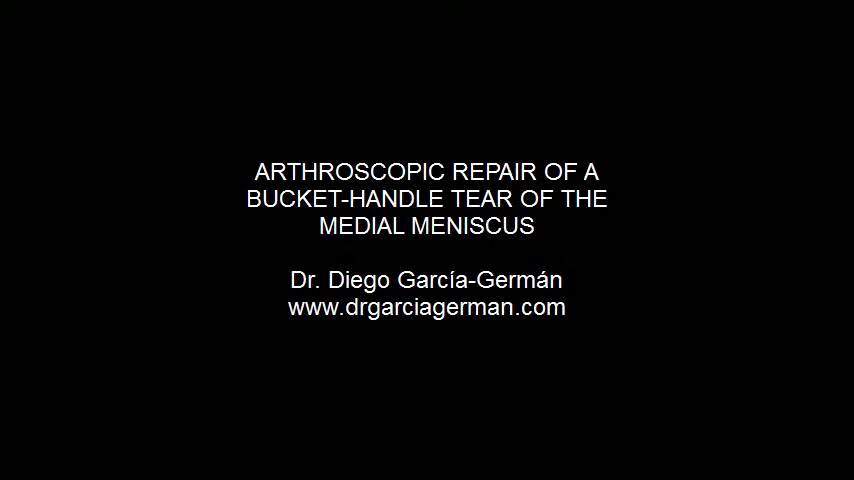 ARTHROSCOPIC REPAIR OF A
BUCKET-HANDLE TEAR OF THE
MEDIAL MENISCUS
Dr. Diego García-Germán
www.drgarciagerman.com